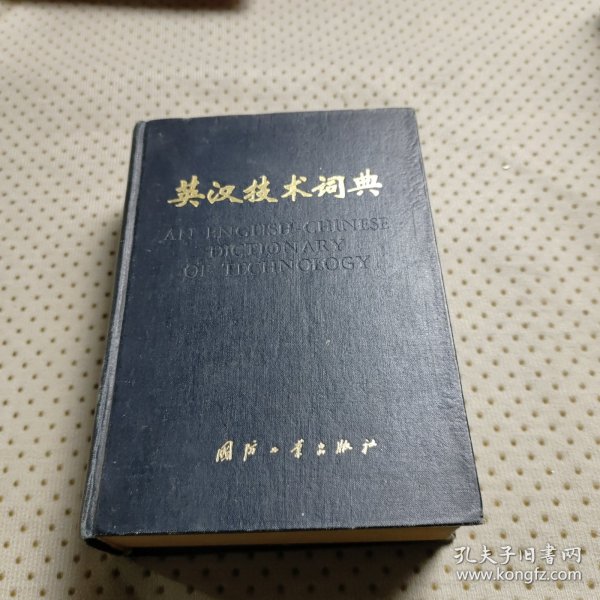 英汉技术词典
AN ENGLISH-CHINESE
DICTIONARY
OF TECHNOLOGY
国防工业出版社
孔夫子旧书网
www.kongfz.com